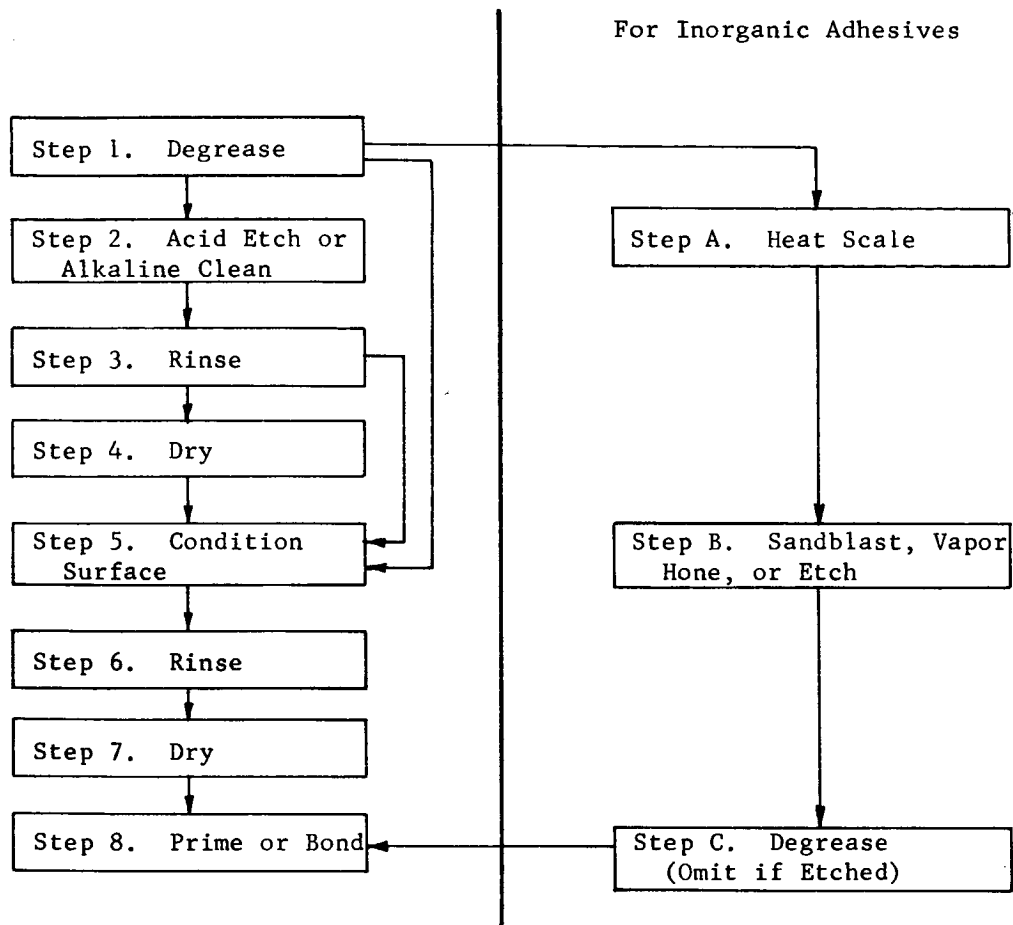 For Inorganic Adhesives
Step 1. Degrease
Step 2. Acid Etch or
Alkaline Clean
Step 3. Rinse
Step 4. Dry
Step 5. Condition
Surface
Step 6. Rinse
Step 7. Dry
Step 8. Prime or Bond
Step A. Heat Scale
Step B. Sandblast, Vapor
Hone, or Etch
Step C. Degrease
(Omit if Etched)